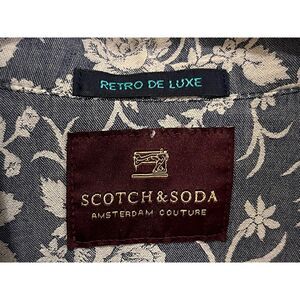 RETRO DE LUXE
SCOTCH & SODA
AMSTERDAM COUTURE